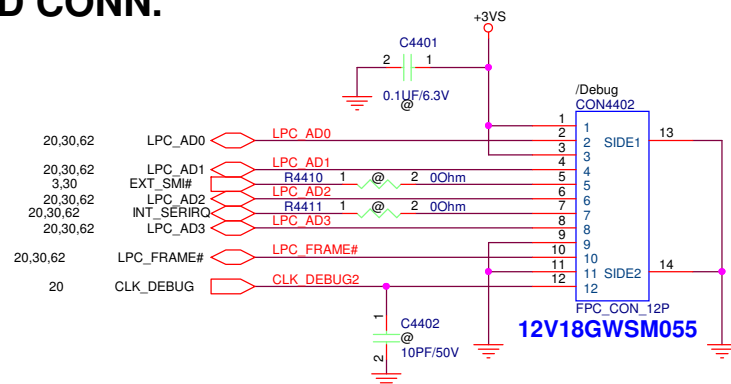 D CONN.
+3VS
C4401
2 1
0.1UF/6.3V
@
/Debug
CON4402
1 1
20,30,62 LPC_AD0 LPC_AD0 2 2 SIDE1 13
3 3
20,30,62 LPC_AD1 LPC_AD1 4 4
3,30 EXT_SMI# R4410 1 @ 2 0Ohm 5 5
20,30,62 LPC_AD2 LPC_AD2 6 6
20,30,62 INT_SERIRQ R4411 1 @ 2 0Ohm 7 7
20,30,62 LPC_AD3 LPC_AD3 8 8
9 9
20,30,62 LPC_FRAME# LPC_FRAME# 10 10
11 11 SIDE2 14
20 CLK_DEBUG CLK_DEBUG2 12 12
FPC_CON_12P
12V18GWSM055
1
C4402
@
2
10PF/50V